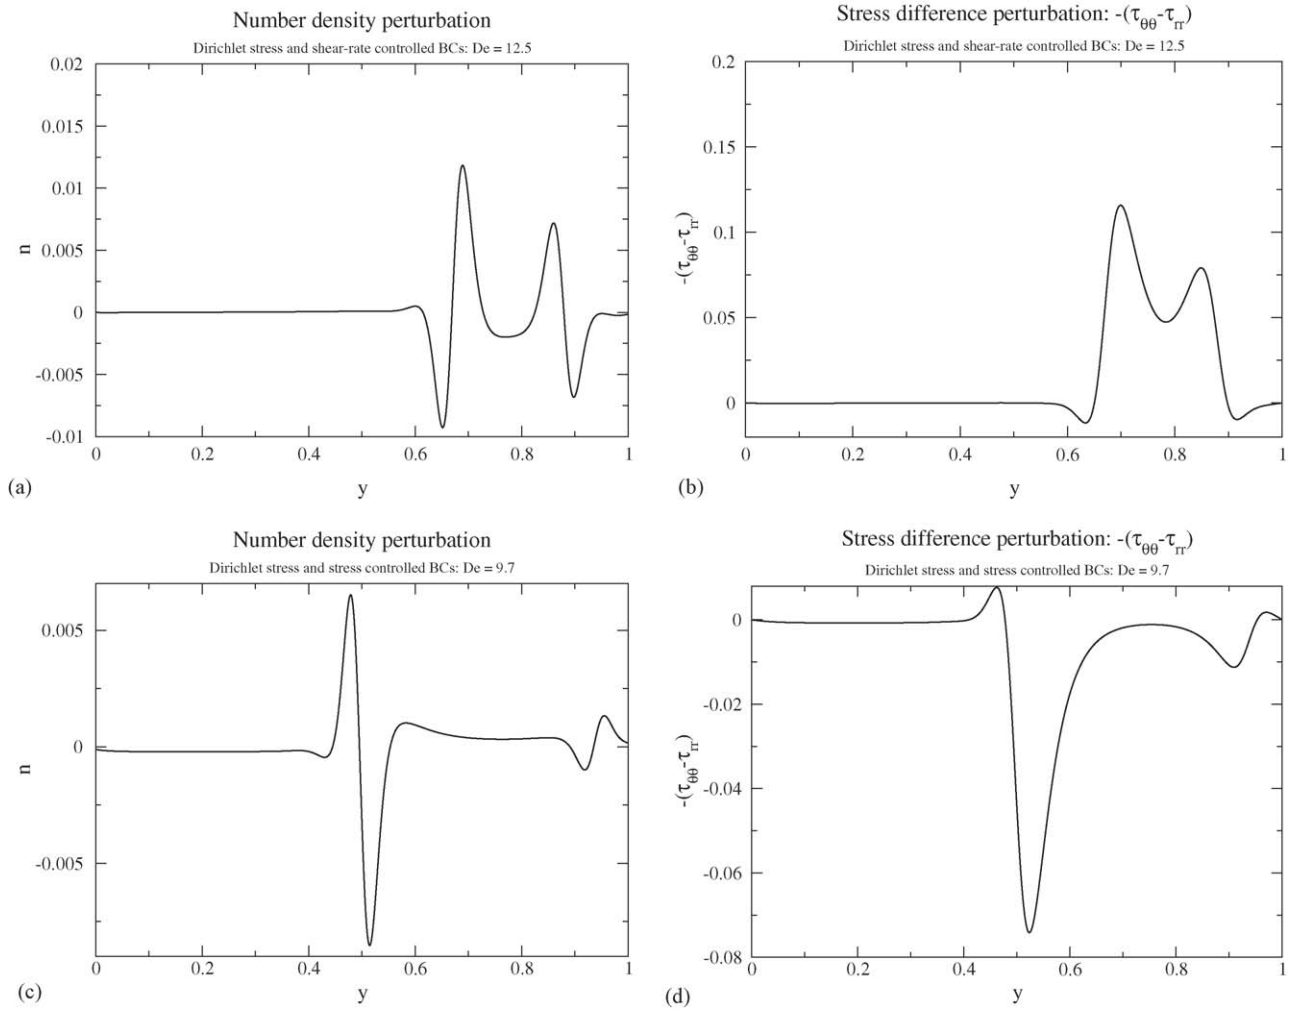 Number density perturbation
Dirichlet stress and shear-rate controlled BCs: De = 12.5
0.02
0.015
0.01
0.005
0
-0.005
-0.01
n
0 0.2 0.4 0.6 0.8 1
y
(a)
Stress difference perturbation: -(τθθ-τrr)
Dirichlet stress and shear-rate controlled BCs: De = 12.5
0.2
0.15
0.1
0.05
0
-(τθθ-τrr)
0 0.2 0.4 0.6 0.8 1
y
(b)
Number density perturbation
Dirichlet stress and stress controlled BCs: De = 9.7
0.005
0
-0.005
n
0 0.2 0.4 0.6 0.8 1
y
(c)
Stress difference perturbation: -(τθθ-τrr)
Dirichlet stress and stress controlled BCs: De = 9.7
0
-0.02
-0.04
-0.06
-0.08
-(τθθ-τrr)
0 0.2 0.4 0.6 0.8 1
y
(d)